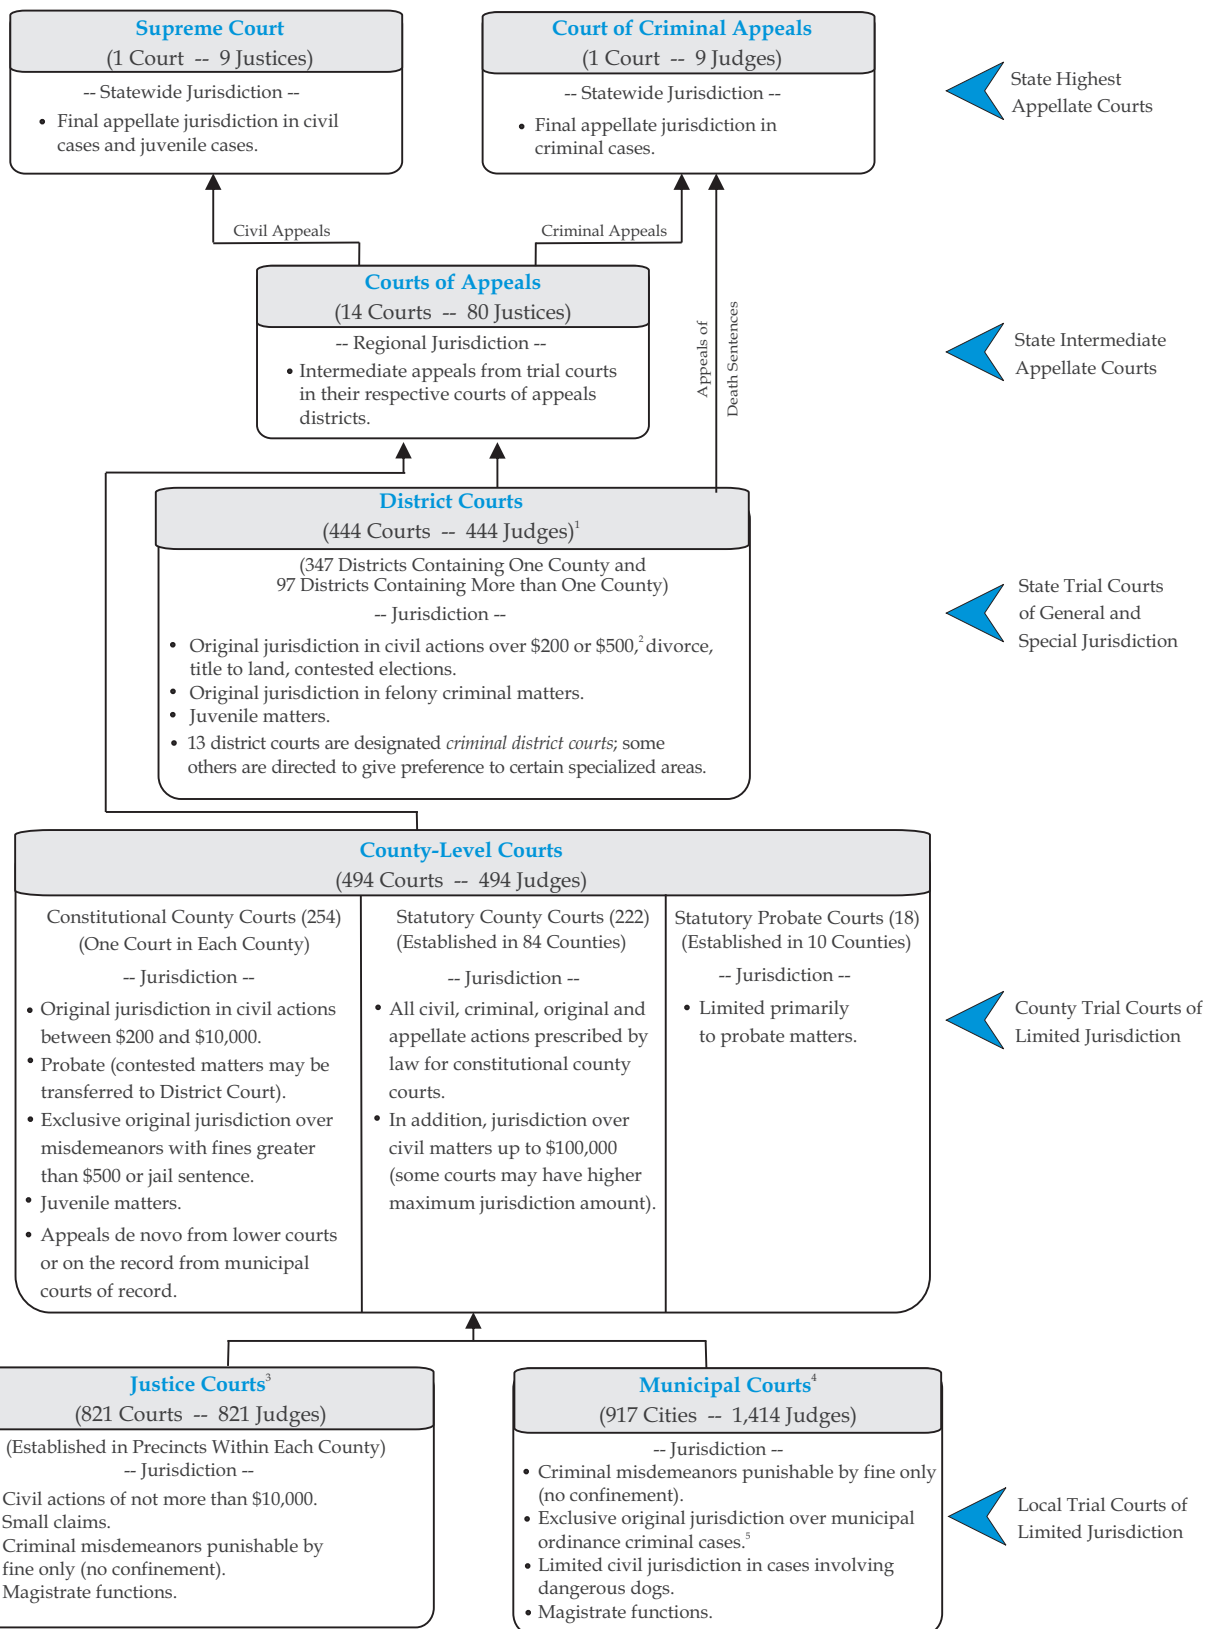 Supreme Court
(1 Court -- 9 Justices)
-- Statewide Jurisdiction --
• Final appellate jurisdiction in civil
cases and juvenile cases.
Court of Criminal Appeals
(1 Court -- 9 Judges)
-- Statewide Jurisdiction --
• Final appellate jurisdiction in
criminal cases.
State Highest
Appellate Courts
Civil Appeals
Criminal Appeals
Appeals of
Death Sentences
Courts of Appeals
(14 Courts -- 80 Justices)
-- Regional Jurisdiction --
• Intermediate appeals from trial courts
in their respective courts of appeals
districts.
State Intermediate
Appellate Courts
District Courts
(444 Courts -- 444 Judges)¹
(347 Districts Containing One County and
97 Districts Containing More than One County)
-- Jurisdiction --
• Original jurisdiction in civil actions over $200 or $500,² divorce,
title to land, contested elections.
• Original jurisdiction in felony criminal matters.
• Juvenile matters.
• 13 district courts are designated criminal district courts; some
others are directed to give preference to certain specialized areas.
State Trial Courts
of General and
Special Jurisdiction
County-Level Courts
(494 Courts -- 494 Judges)
Constitutional County Courts (254)
(One Court in Each County)
-- Jurisdiction --
• Original jurisdiction in civil actions
between $200 and $10,000.
• Probate (contested matters may be
transferred to District Court).
• Exclusive original jurisdiction over
misdemeanors with fines greater
than $500 or jail sentence.
• Juvenile matters.
• Appeals de novo from lower courts
or on the record from municipal
courts of record.
Statutory County Courts (222)
(Established in 84 Counties)
-- Jurisdiction --
• All civil, criminal, original and
appellate actions prescribed by
law for constitutional county
courts.
• In addition, jurisdiction over
civil matters up to $100,000
(some courts may have higher
maximum jurisdiction amount).
Statutory Probate Courts (18)
(Established in 10 Counties)
-- Jurisdiction --
• Limited primarily
to probate matters.
County Trial Courts of
Limited Jurisdiction
Justice Courts³
(821 Courts -- 821 Judges)
(Established in Precincts Within Each County)
-- Jurisdiction --
Civil actions of not more than $10,000.
Small claims.
Criminal misdemeanors punishable by
fine only (no confinement).
Magistrate functions.
Municipal Courts⁴
(917 Cities -- 1,414 Judges)
-- Jurisdiction --
• Criminal misdemeanors punishable by fine only
(no confinement).
• Exclusive original jurisdiction over municipal
ordinance criminal cases.⁵
• Limited civil jurisdiction in cases involving
dangerous dogs.
• Magistrate functions.
Local Trial Courts of
Limited Jurisdiction